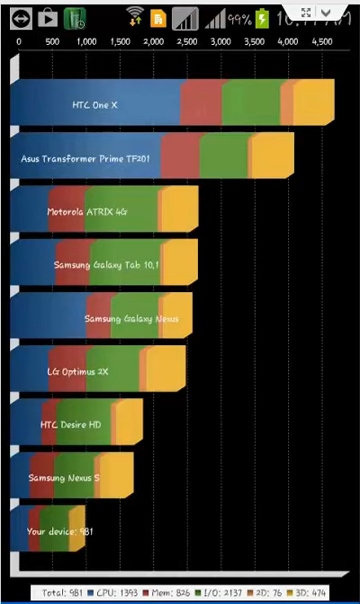 99%
0 500 1,000 1,500 2,000 2,500 3,000 3,500 4,000 4,500
HTC One X
Asus Transformer Prime TF201
Motorola ATRIX 4G
Samsung Galaxy Tab 10.1
Samsung Galaxy Nexus
LG Optimus 2X
HTC Desire HD
Samsung Nexus S
Your device: 981
Total: 981 CPU: 1393 Mem: 826 I/O: 2137 2D: 76 3D: 474